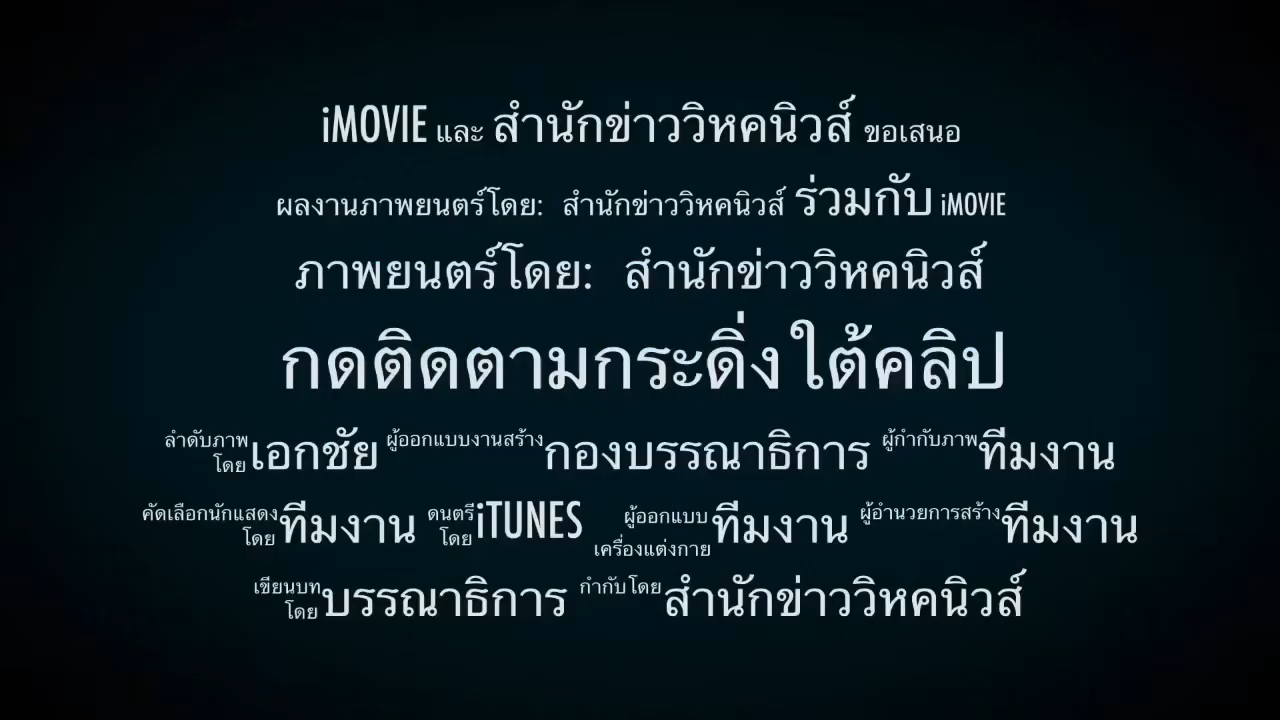 iMOVIE และ สำนักข่าววิหคนิวส์ ขอเสนอ
ผลงานภาพยนตร์โดย: สำนักข่าววิหคนิวส์ ร่วมกับ iMOVIE
ภาพยนตร์โดย: สำนักข่าววิหคนิวส์
กดติดตามกระดิ่ง ใต้คลิป
ลำดับภาพโดย เอกชัย ผู้ออกแบบงานสร้าง กองบรรณาธิการ ผู้กำกับภาพ ทีมงาน
คัดเลือกนักแสดงโดย ทีมงาน ดนตรีโดย iTUNES ผู้ออกแบบเครื่องแต่งกาย ทีมงาน ผู้อำนวยการสร้าง ทีมงาน
เขียนบทโดย บรรณาธิการ กำกับโดย สำนักข่าววิหคนิวส์